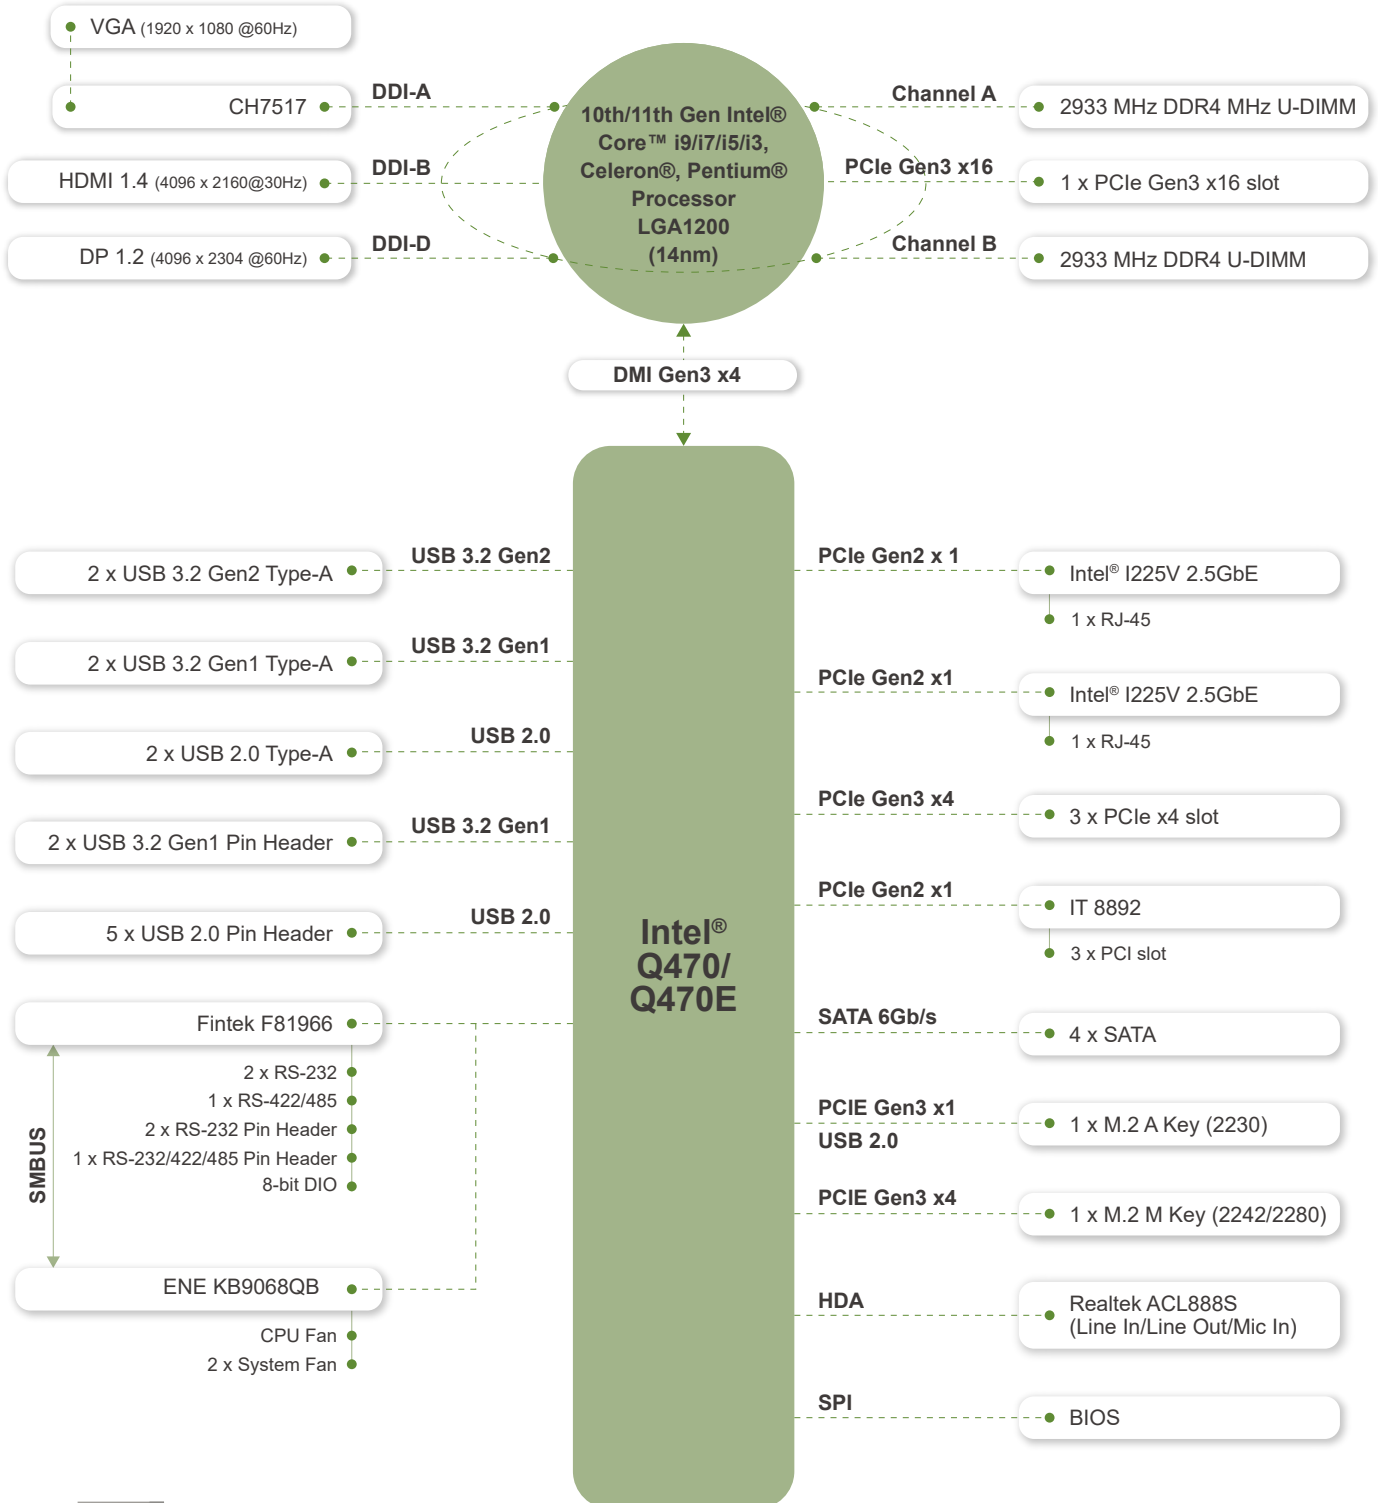 VGA (1920 x 1080 @60Hz)
CH7517
DDI-A
HDMI 1.4 (4096 x 2160@30Hz)
DDI-B
DP 1.2 (4096 x 2304 @60Hz)
DDI-D
10th/11th Gen Intel®
Core™ i9/i7/i5/i3,
Celeron®, Pentium®
Processor
LGA1200
(14nm)
Channel A
2933 MHz DDR4 MHz U-DIMM
PCIe Gen3 x16
1 x PCIe Gen3 x16 slot
Channel B
2933 MHz DDR4 U-DIMM
DMI Gen3 x4
2 x USB 3.2 Gen2 Type-A
USB 3.2 Gen2
2 x USB 3.2 Gen1 Type-A
USB 3.2 Gen1
2 x USB 2.0 Type-A
USB 2.0
2 x USB 3.2 Gen1 Pin Header
USB 3.2 Gen1
5 x USB 2.0 Pin Header
USB 2.0
Fintek F81966
2 x RS-232
1 x RS-422/485
2 x RS-232 Pin Header
1 x RS-232/422/485 Pin Header
8-bit DIO
SMBUS
ENE KB9068QB
CPU Fan
2 x System Fan
Intel®
Q470/
Q470E
PCIe Gen2 x 1
Intel® I225V 2.5GbE
1 x RJ-45
PCIe Gen2 x1
Intel® I225V 2.5GbE
1 x RJ-45
PCIe Gen3 x4
3 x PCIe x4 slot
PCIe Gen2 x1
IT 8892
3 x PCI slot
SATA 6Gb/s
4 x SATA
PCIE Gen3 x1
USB 2.0
1 x M.2 A Key (2230)
PCIE Gen3 x4
1 x M.2 M Key (2242/2280)
HDA
Realtek ACL888S
(Line In/Line Out/Mic In)
SPI
BIOS